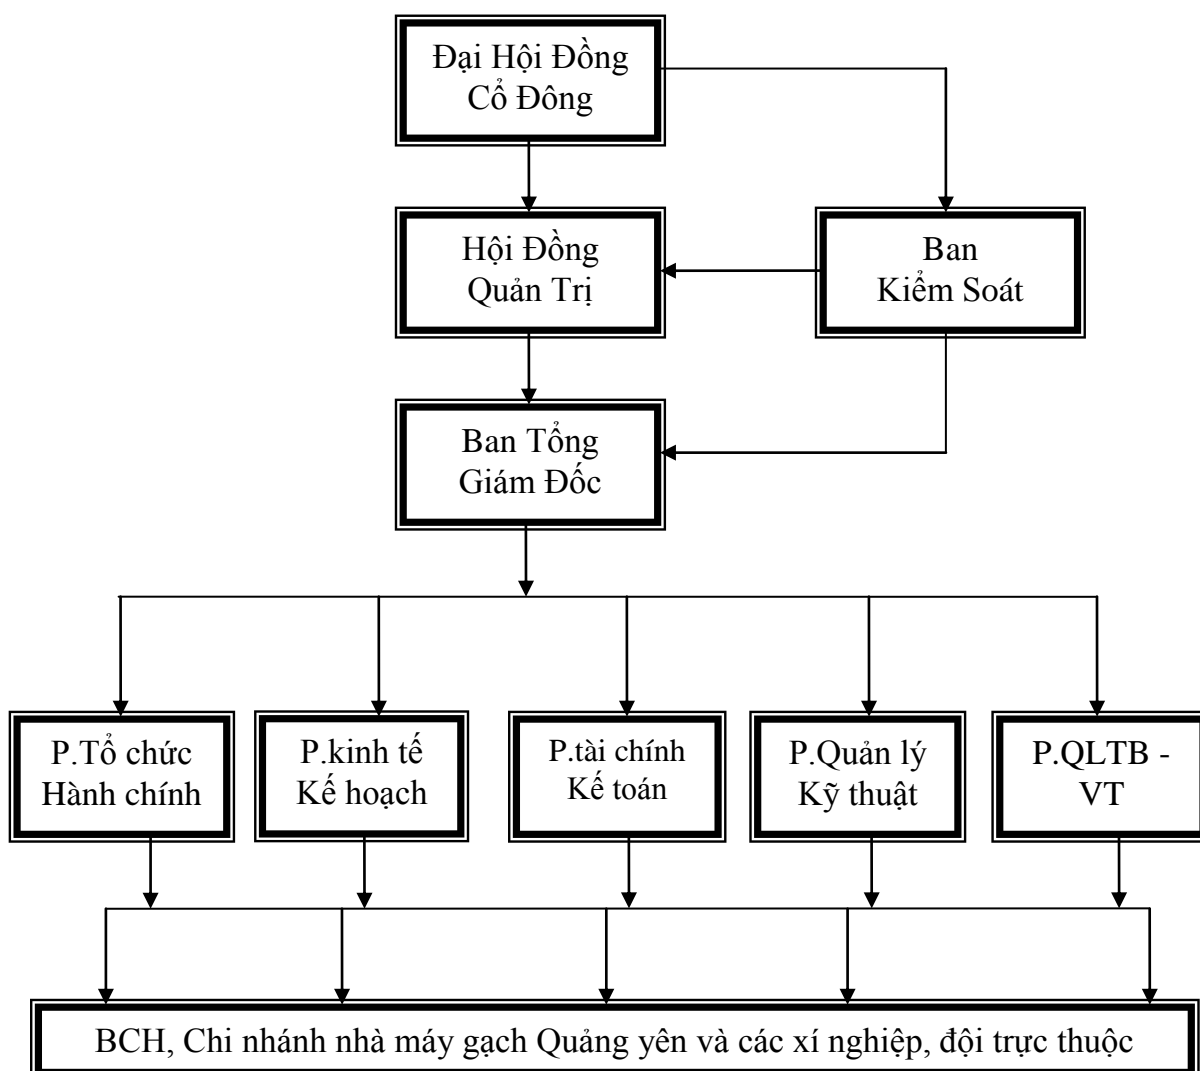 Đại Hội Đồng
Cổ Đông
Hội Đồng
Quản Trị
Ban
Kiểm Soát
Ban Tổng
Giám Đốc
P.Tổ chức
Hành chính
P.kinh tế
Kế hoạch
P.tài chính
Kế toán
P.Quản lý
Kỹ thuật
P.QLTB -
VT
BCH, Chi nhánh nhà máy gạch Quảng yên và các xí nghiệp, đội trực thuộc